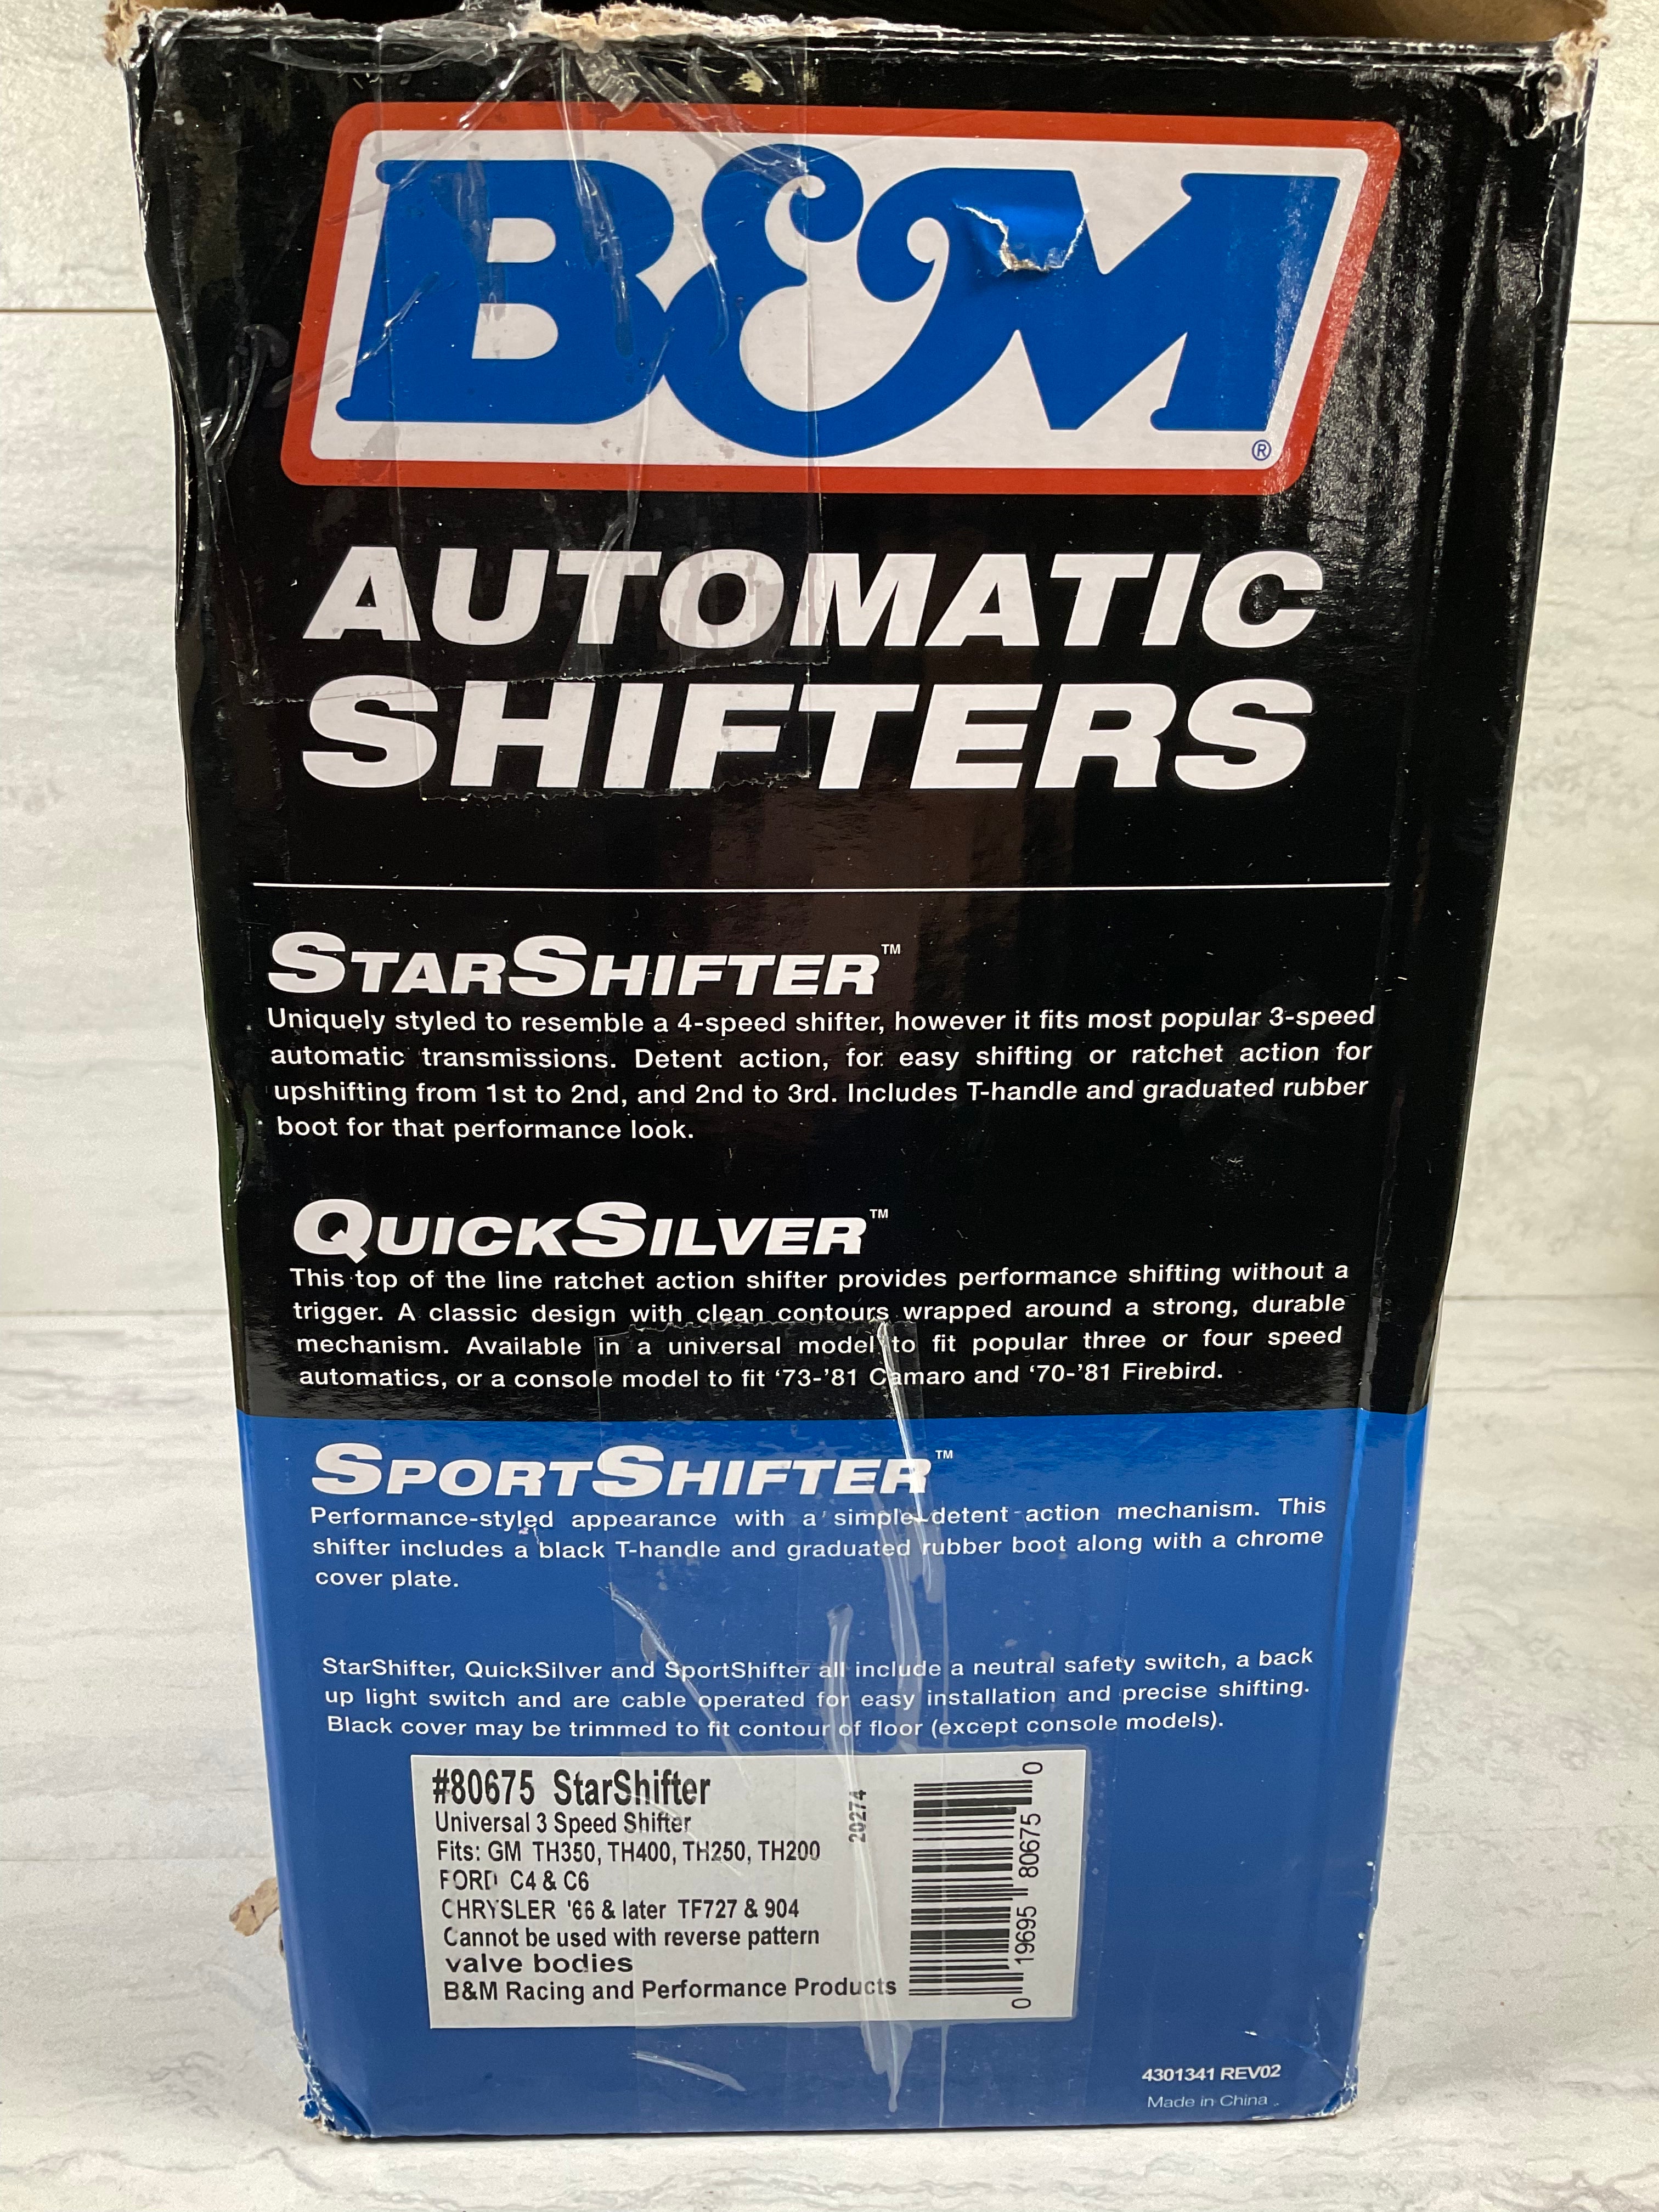 B&M
®
AUTOMATIC
SHIFTERS
STARSHIFTER™
Uniquely styled to resemble a 4-speed shifter, however it fits most popular 3-speed
automatic transmissions. Detent action, for easy shifting or ratchet action for
upshifting from 1st to 2nd, and 2nd to 3rd. Includes T-handle and graduated rubber
boot for that performance look.
QUICKSILVER™
This top of the line ratchet action shifter provides performance shifting without a
trigger. A classic design with clean contours wrapped around a strong, durable
mechanism. Available in a universal model to fit popular three or four speed
automatics, or a console model to fit ‘73-’81 Camaro and ‘70-’81 Firebird.
SPORTSHIFTER™
Performance-styled appearance with a simple detent action mechanism. This
shifter includes a black T-handle and graduated rubber boot along with a chrome
cover plate.
StarShifter, QuickSilver and SportShifter all include a neutral safety switch, a back
up light switch and are cable operated for easy installation and precise shifting.
Black cover may be trimmed to fit contour of floor (except console models).
#80675 StarShifter
Universal 3 Speed Shifter
Fits: GM TH350, TH400, TH250, TH200
FORD C4 & C6
CHRYSLER '66 & later TF727 & 904
Cannot be used with reverse pattern
valve bodies
B&M Racing and Performance Products
20274
0 19695 80675 0
4301341 REV02
Made in China